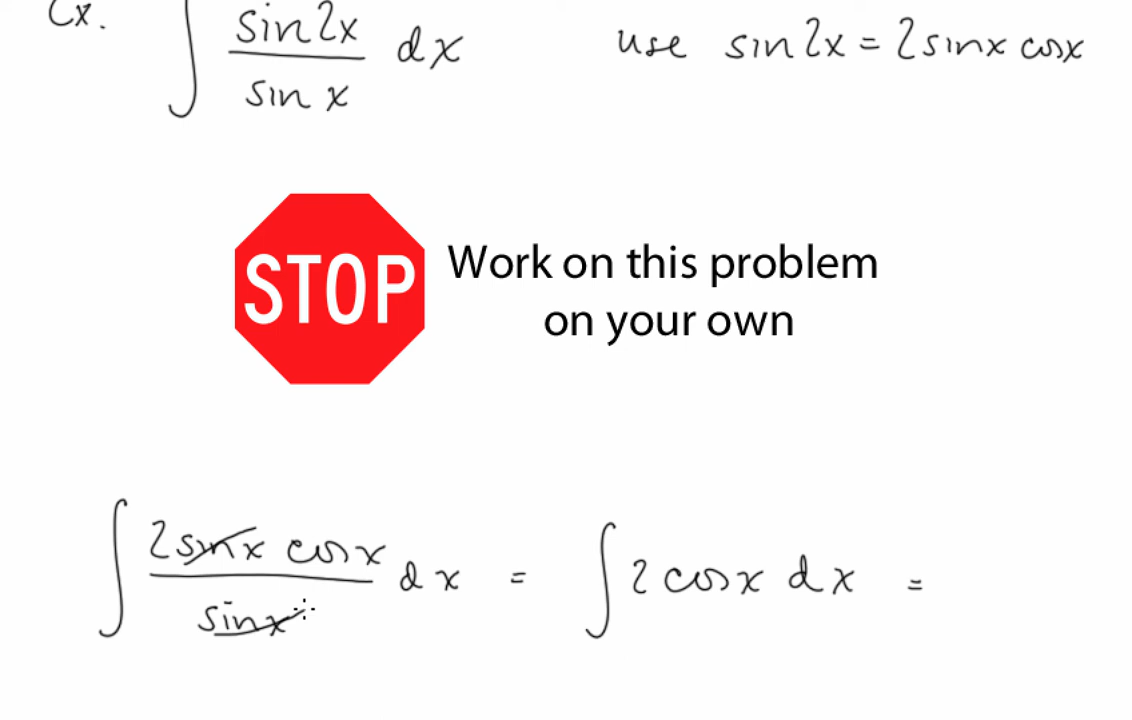 Ex. ∫ sin2x / sin x dx use sin2x = 2sinx cosx
STOP
Work on this problem
on your own
∫ 2sinx cosx / sinx dx = ∫ 2 cosx dx =